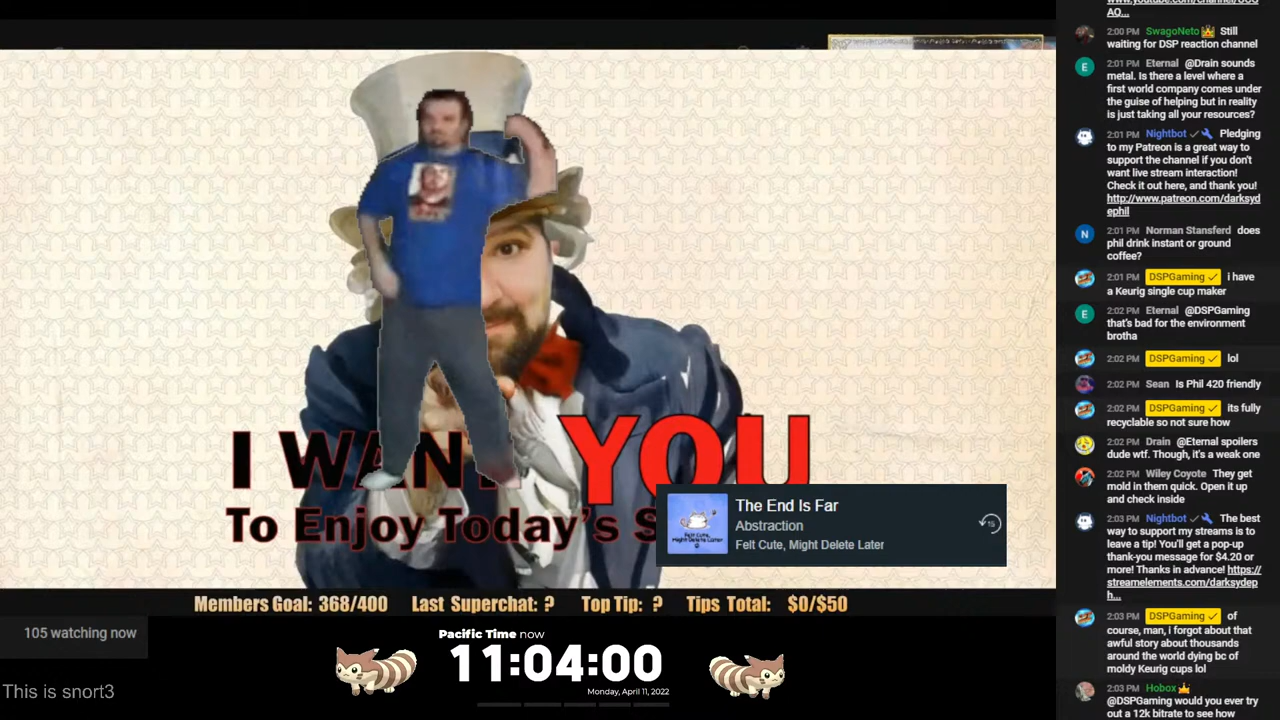 I WANT YOU
To Enjoy Today's S
The End Is Far
Abstraction
Felt Cute, Might Delete Later
Felt Cute,
Might Delete Later
15
Members Goal: 368/400 Last Superchat: ? Top Tip: ? Tips Total: $0/$50
105 watching now
Pacific Time now
11:04:00
Monday, April 11, 2022
This is snort3
AQ...
2:00 PM SwagoNeto Still
waiting for DSP reaction channel
E 2:01 PM Eternal @Drain sounds
metal. Is there a level where a
first world company comes under
the guise of helping but in reality
is just taking all your resources?
2:01 PM Nightbot Pledging
to my Patreon is a great way to
support the channel if you don't
want live stream interaction!
Check it out here, and thank you!
http://www.patreon.com/darksyd
ephil
N 2:01 PM Norman Stansferd does
phil drink instant or ground
coffee?
2:01 PM DSPGaming i have
a Keurig single cup maker
E 2:02 PM Eternal @DSPGaming
that's bad for the environment
brotha
2:02 PM DSPGaming lol
2:02 PM Sean Is Phil 420 friendly
2:02 PM DSPGaming its fully
recyclable so not sure how
2:02 PM Drain @Eternal spoilers
dude wtf. Though, it's a weak one
2:02 PM Wiley Coyote They get
mold in them quick. Open it up
and check inside
2:03 PM Nightbot The best
way to support my streams is to
leave a tip! You'll get a pop-up
thank-you message for $4.20 or
more! Thanks in advance! https://
streamelements.com/darksydep
h...
2:03 PM DSPGaming of
course, man, i forgot about that
awful story about thousands
around the world dying bc of
moldy Keurig cups lol
2:03 PM Hobox
@DSPGaming would you ever try
out a 12k bitrate to see how